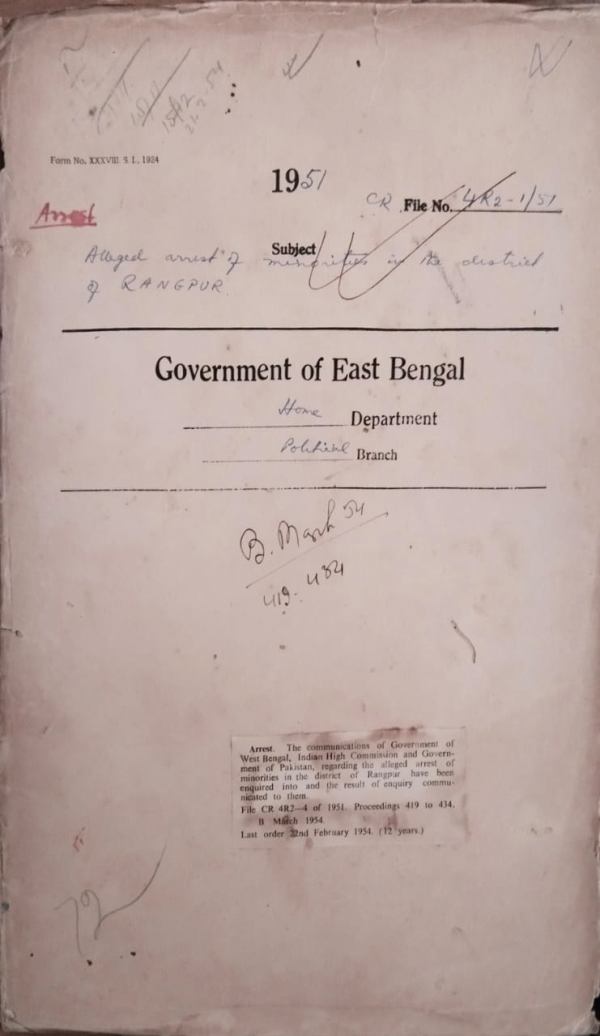 22.2.54
Form No. XXXVIII. S. I., 1924
1951
CR File No. 4R2-1/51
Arrest
Subject
Alleged arrest of minorities in the district
of RANGPUR
Government of East Bengal
Home Department
Political Branch
B. March 54
419-434
Arrest. The communications of Government of
West Bengal, Indian High Commission and Govern-
ment of Pakistan, regarding the alleged arrest of
minorities in the district of Rangpur have been
enquired into and the result of enquiry commu-
nicated to them.
File CR 4R2—4 of 1951. Proceedings 419 to 434.
B March 1954.
Last order 22nd February 1954. (12 years.)